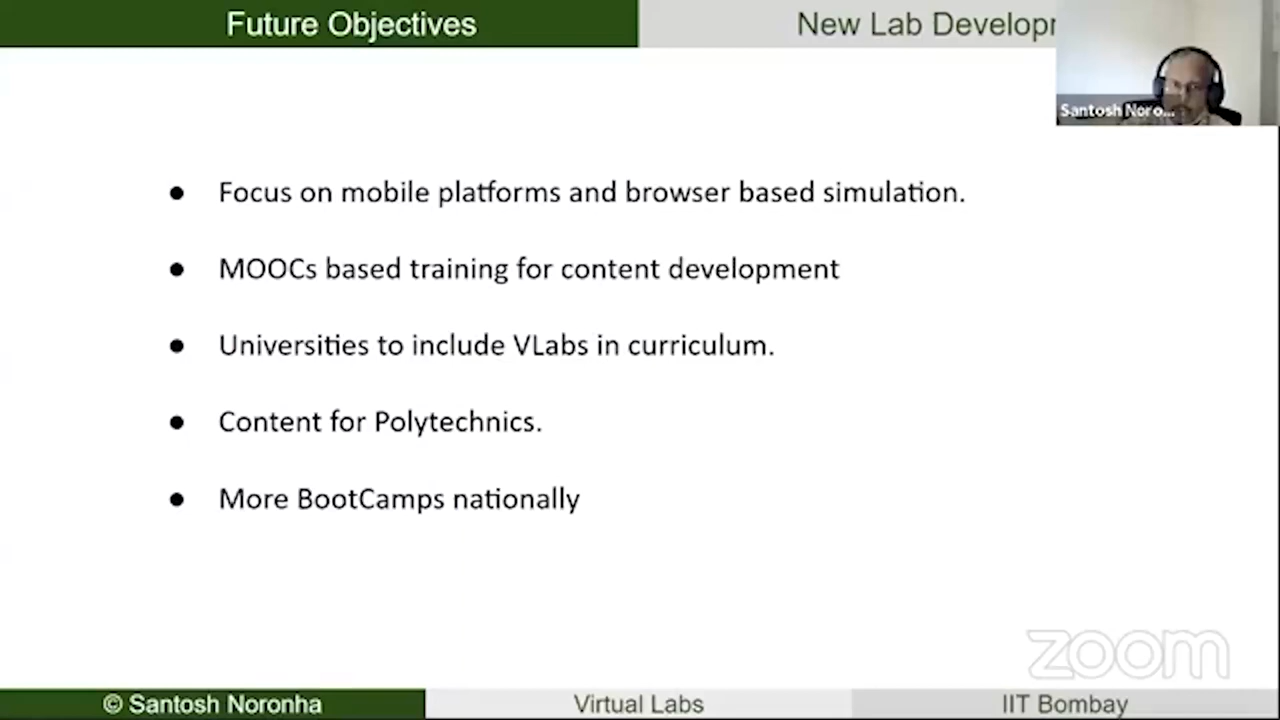 Future Objectives
New Lab Develop
Santosh Noro...
● Focus on mobile platforms and browser based simulation.
● MOOCs based training for content development
● Universities to include VLabs in curriculum.
● Content for Polytechnics.
● More BootCamps nationally
zoom
© Santosh Noronha
Virtual Labs
IIT Bombay